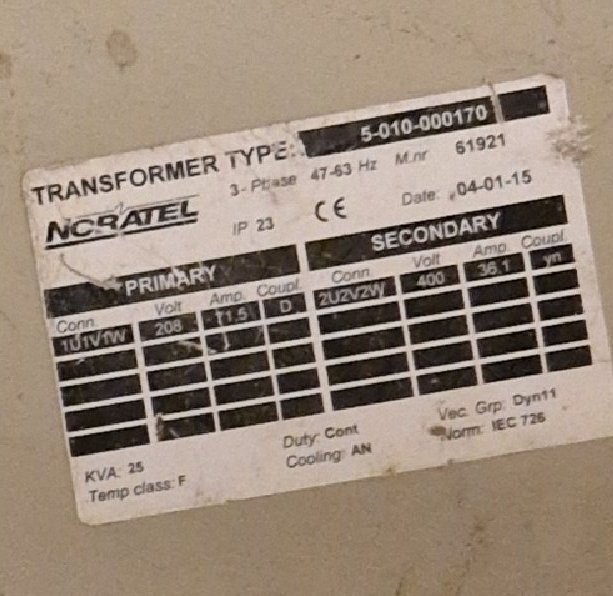 TRANSFORMER TYPE: 5-010-000170
NORATEL 3-Phase 47-63 Hz M.nr 61921
IP 23 CE Date: 04-01-15
PRIMARY SECONDARY
Conn. Volt Amp. Coupl. Conn. Volt Amp. Coupl.
1U1V1W 208 71.5 D 2U2V2W 400 36.1 yn
KVA: 25 Duty: Cont Vec. Grp: Dyn11
Temp class: F Cooling: AN Norm: IEC 726